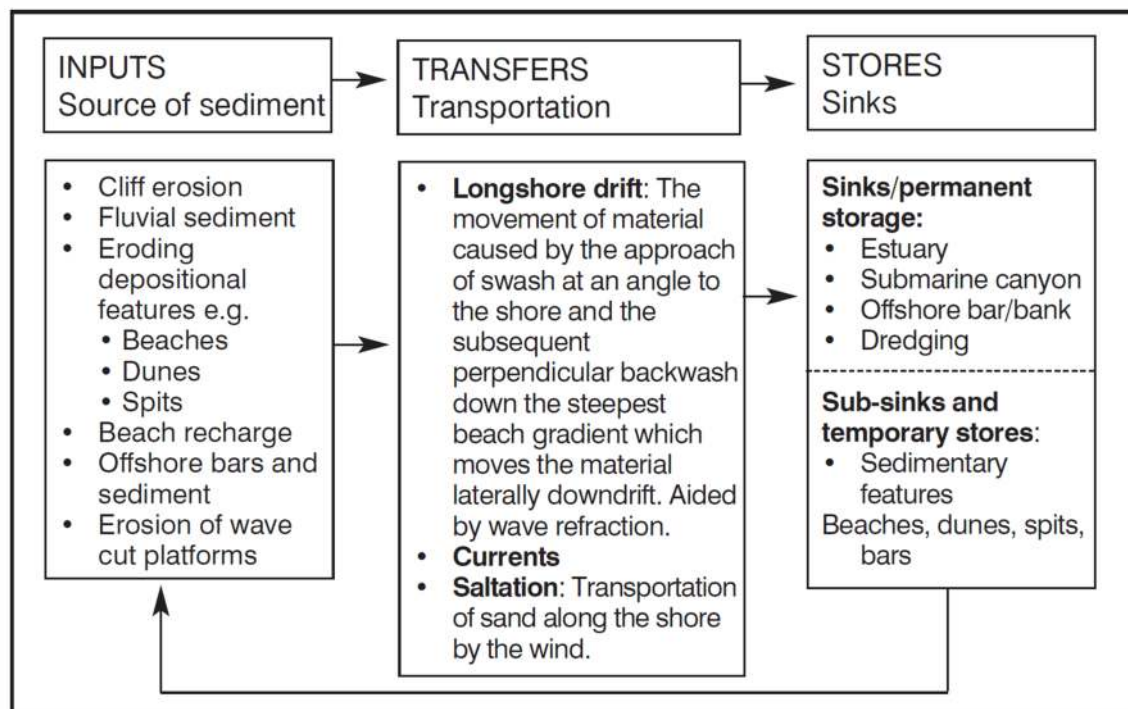 INPUTS
Source of sediment
TRANSFERS
Transportation
STORES
Sinks
• Cliff erosion
• Fluvial sediment
• Eroding
depositional
features e.g.
• Beaches
• Dunes
• Spits
• Beach recharge
• Offshore bars and
sediment
• Erosion of wave
cut platforms
• Longshore drift: The
movement of material
caused by the approach
of swash at an angle to
the shore and the
subsequent
perpendicular backwash
down the steepest
beach gradient which
moves the material
laterally downdrift. Aided
by wave refraction.
• Currents
• Saltation: Transportation
of sand along the shore
by the wind.
Sinks/permanent
storage:
• Estuary
• Submarine canyon
• Offshore bar/bank
• Dredging
Sub-sinks and
temporary stores:
• Sedimentary
features
Beaches, dunes, spits,
bars